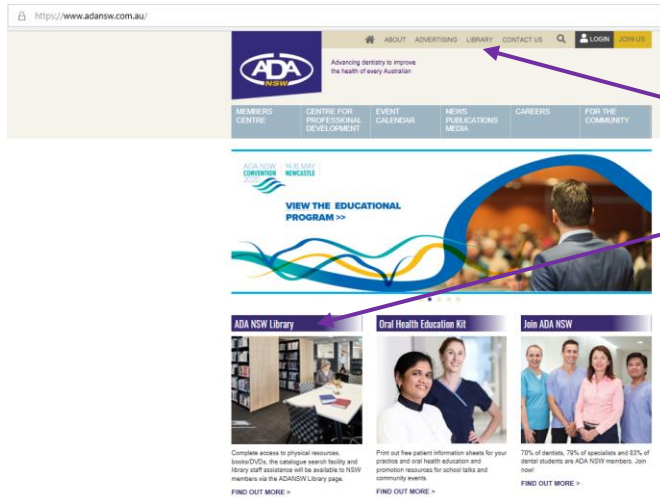 https://www.adansw.com.au/
ABOUT ADVERTISING LIBRARY CONTACT US LOGIN JOIN US
ADA
NSW
Advancing dentistry to improve
the health of every Australian
MEMBERS
CENTRE
CENTRE FOR
PROFESSIONAL
DEVELOPMENT
EVENT
CALENDAR
NEWS
PUBLICATIONS
MEDIA
CAREERS
FOR THE
COMMUNITY
ADA NSW
CONVENTION
2020
14-16 MAY
NEWCASTLE
VIEW THE EDUCATIONAL
PROGRAM >>
ADA NSW Library
Complete access to physical resources,
books/DVDs, the catalogue search facility and
library staff assistance will be available to NSW
members via the ADANSW Library page.
FIND OUT MORE >
Oral Health Education Kit
Print out free patient information sheets for your
practice and oral health education and
promotion resources for school talks and
community events.
FIND OUT MORE >
Join ADA NSW
70% of dentists, 79% of specialists and 83% of
dental students are ADA NSW members. Join
now!
FIND OUT MORE >